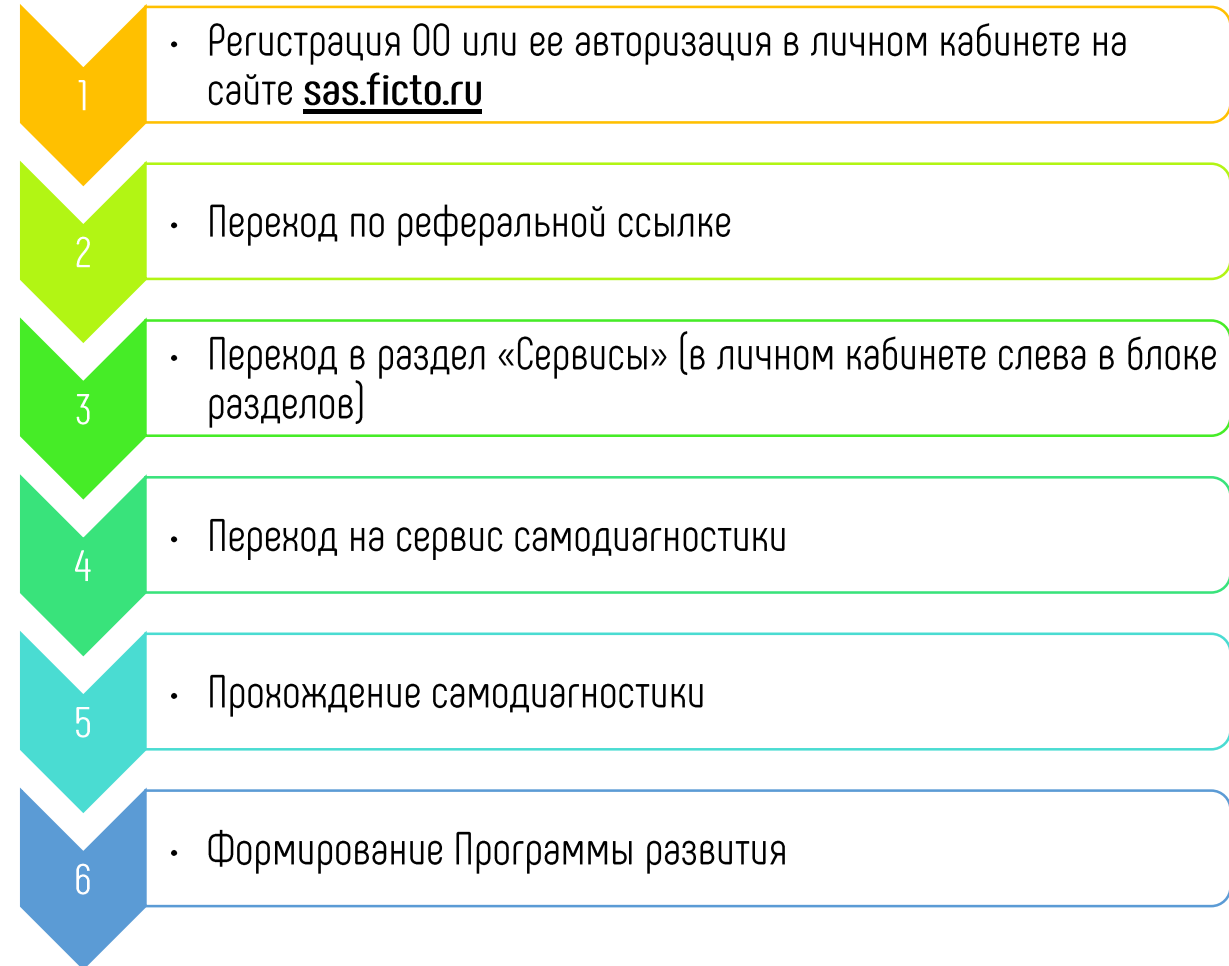 1
• Регистрация ОО или ее авторизация в личном кабинете на
сайте sas.ficto.ru
2
• Переход по реферальной ссылке
3
• Переход в раздел «Сервисы» (в личном кабинете слева в блоке
разделов)
4
• Переход на сервис самодиагностики
5
• Прохождение самодиагностики
6
• Формирование Программы развития